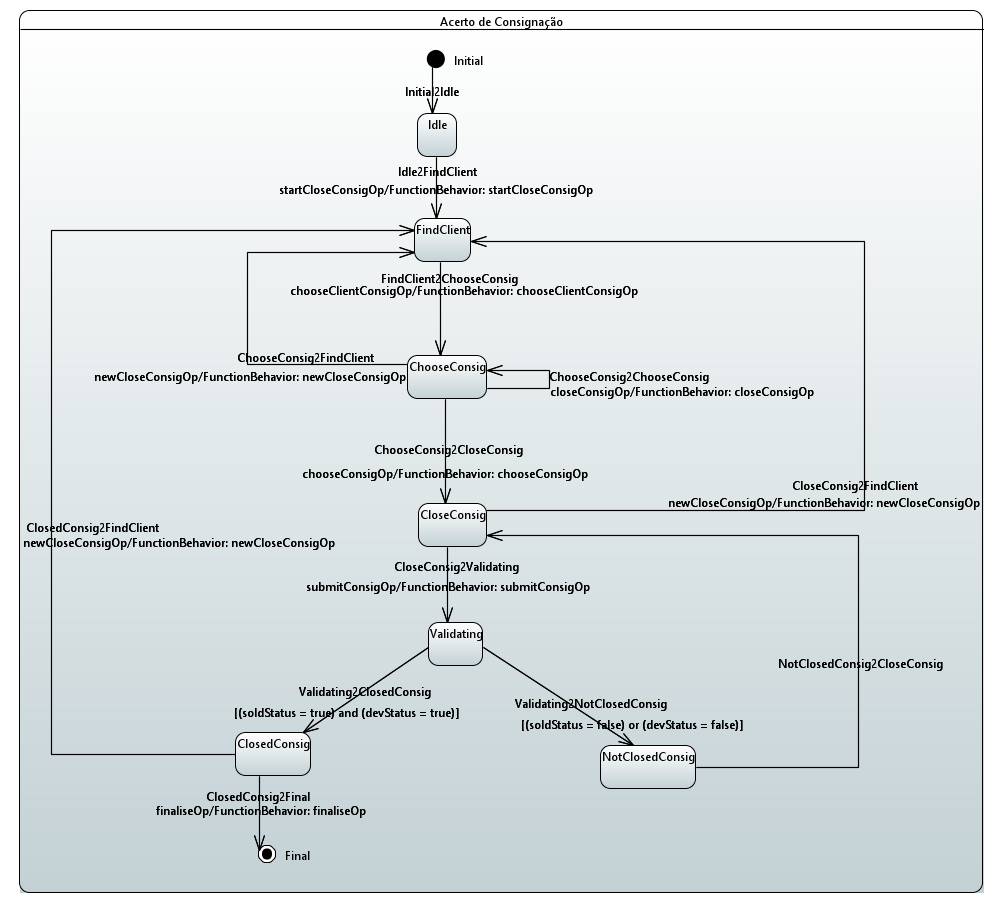 Acerto de Consignação
Initial
Initial2Idle
Idle
Idle2FindClient
startCloseConsigOp/FunctionBehavior: startCloseConsigOp
FindClient
FindClient2ChooseConsig
chooseClientConsigOp/FunctionBehavior: chooseClientConsigOp
ChooseConsig2FindClient
newCloseConsigOp/FunctionBehavior: newCloseConsigOp
ChooseConsig
ChooseConsig2ChooseConsig
closeConsigOp/FunctionBehavior: closeConsigOp
ChooseConsig2CloseConsig
chooseConsigOp/FunctionBehavior: chooseConsigOp
CloseConsig2FindClient
newCloseConsigOp/FunctionBehavior: newCloseConsigOp
CloseConsig
ClosedConsig2FindClient
newCloseConsigOp/FunctionBehavior: newCloseConsigOp
CloseConsig2Validating
submitConsigOp/FunctionBehavior: submitConsigOp
Validating
NotClosedConsig2CloseConsig
Validating2ClosedConsig
[(soldStatus = true) and (devStatus = true)]
Validating2NotClosedConsig
[(soldStatus = false) or (devStatus = false)]
ClosedConsig
NotClosedConsig
ClosedConsig2Final
finaliseOp/FunctionBehavior: finaliseOp
Final